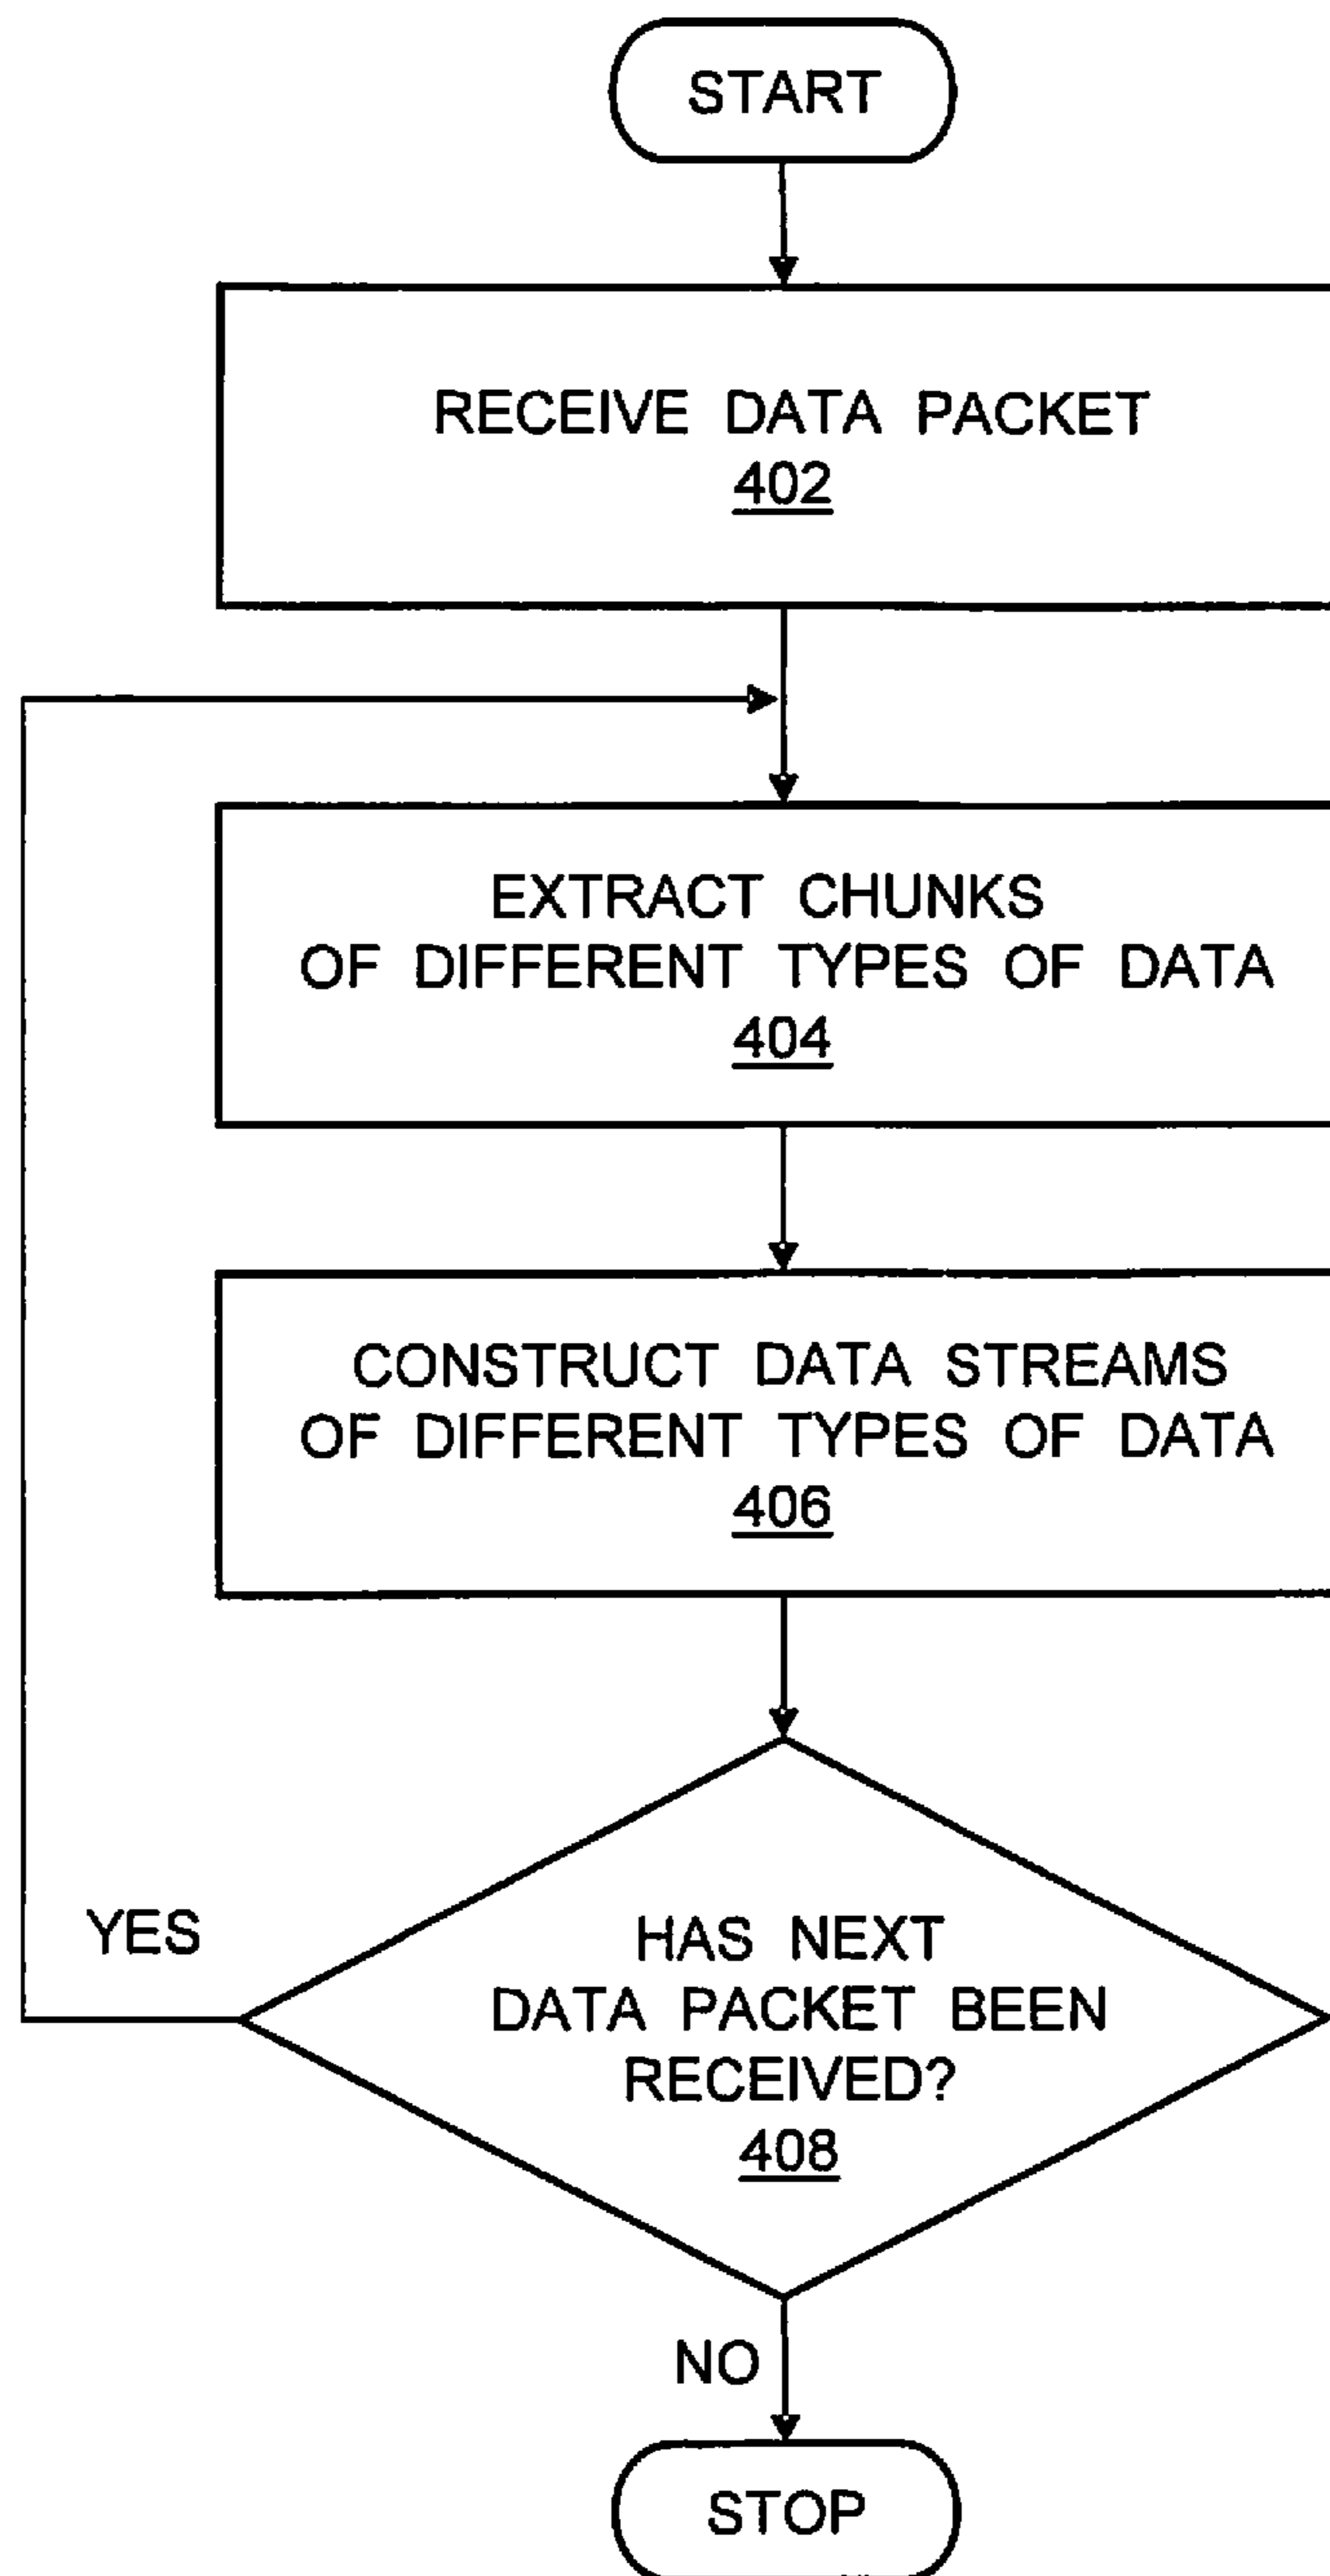 START
RECEIVE DATA PACKET
402
EXTRACT CHUNKS
OF DIFFERENT TYPES OF DATA
404
CONSTRUCT DATA STREAMS
OF DIFFERENT TYPES OF DATA
406
YES
HAS NEXT
DATA PACKET BEEN
RECEIVED?
408
NO
STOP